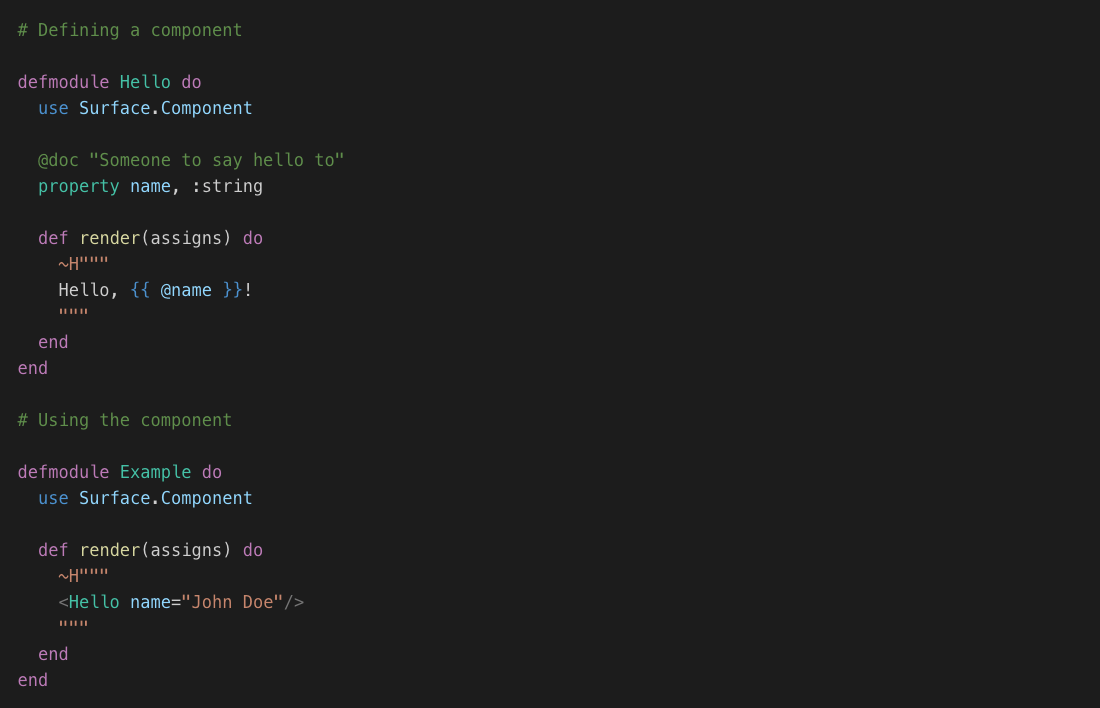 # Defining a component
defmodule Hello do
  use Surface.Component
  @doc "Someone to say hello to"
  property name, :string
  def render(assigns) do
    ~H"""
    Hello, {{ @name }}!
    """
  end
end
# Using the component
defmodule Example do
  use Surface.Component
  def render(assigns) do
    ~H"""
    <Hello name="John Doe"/>
    """
  end
end